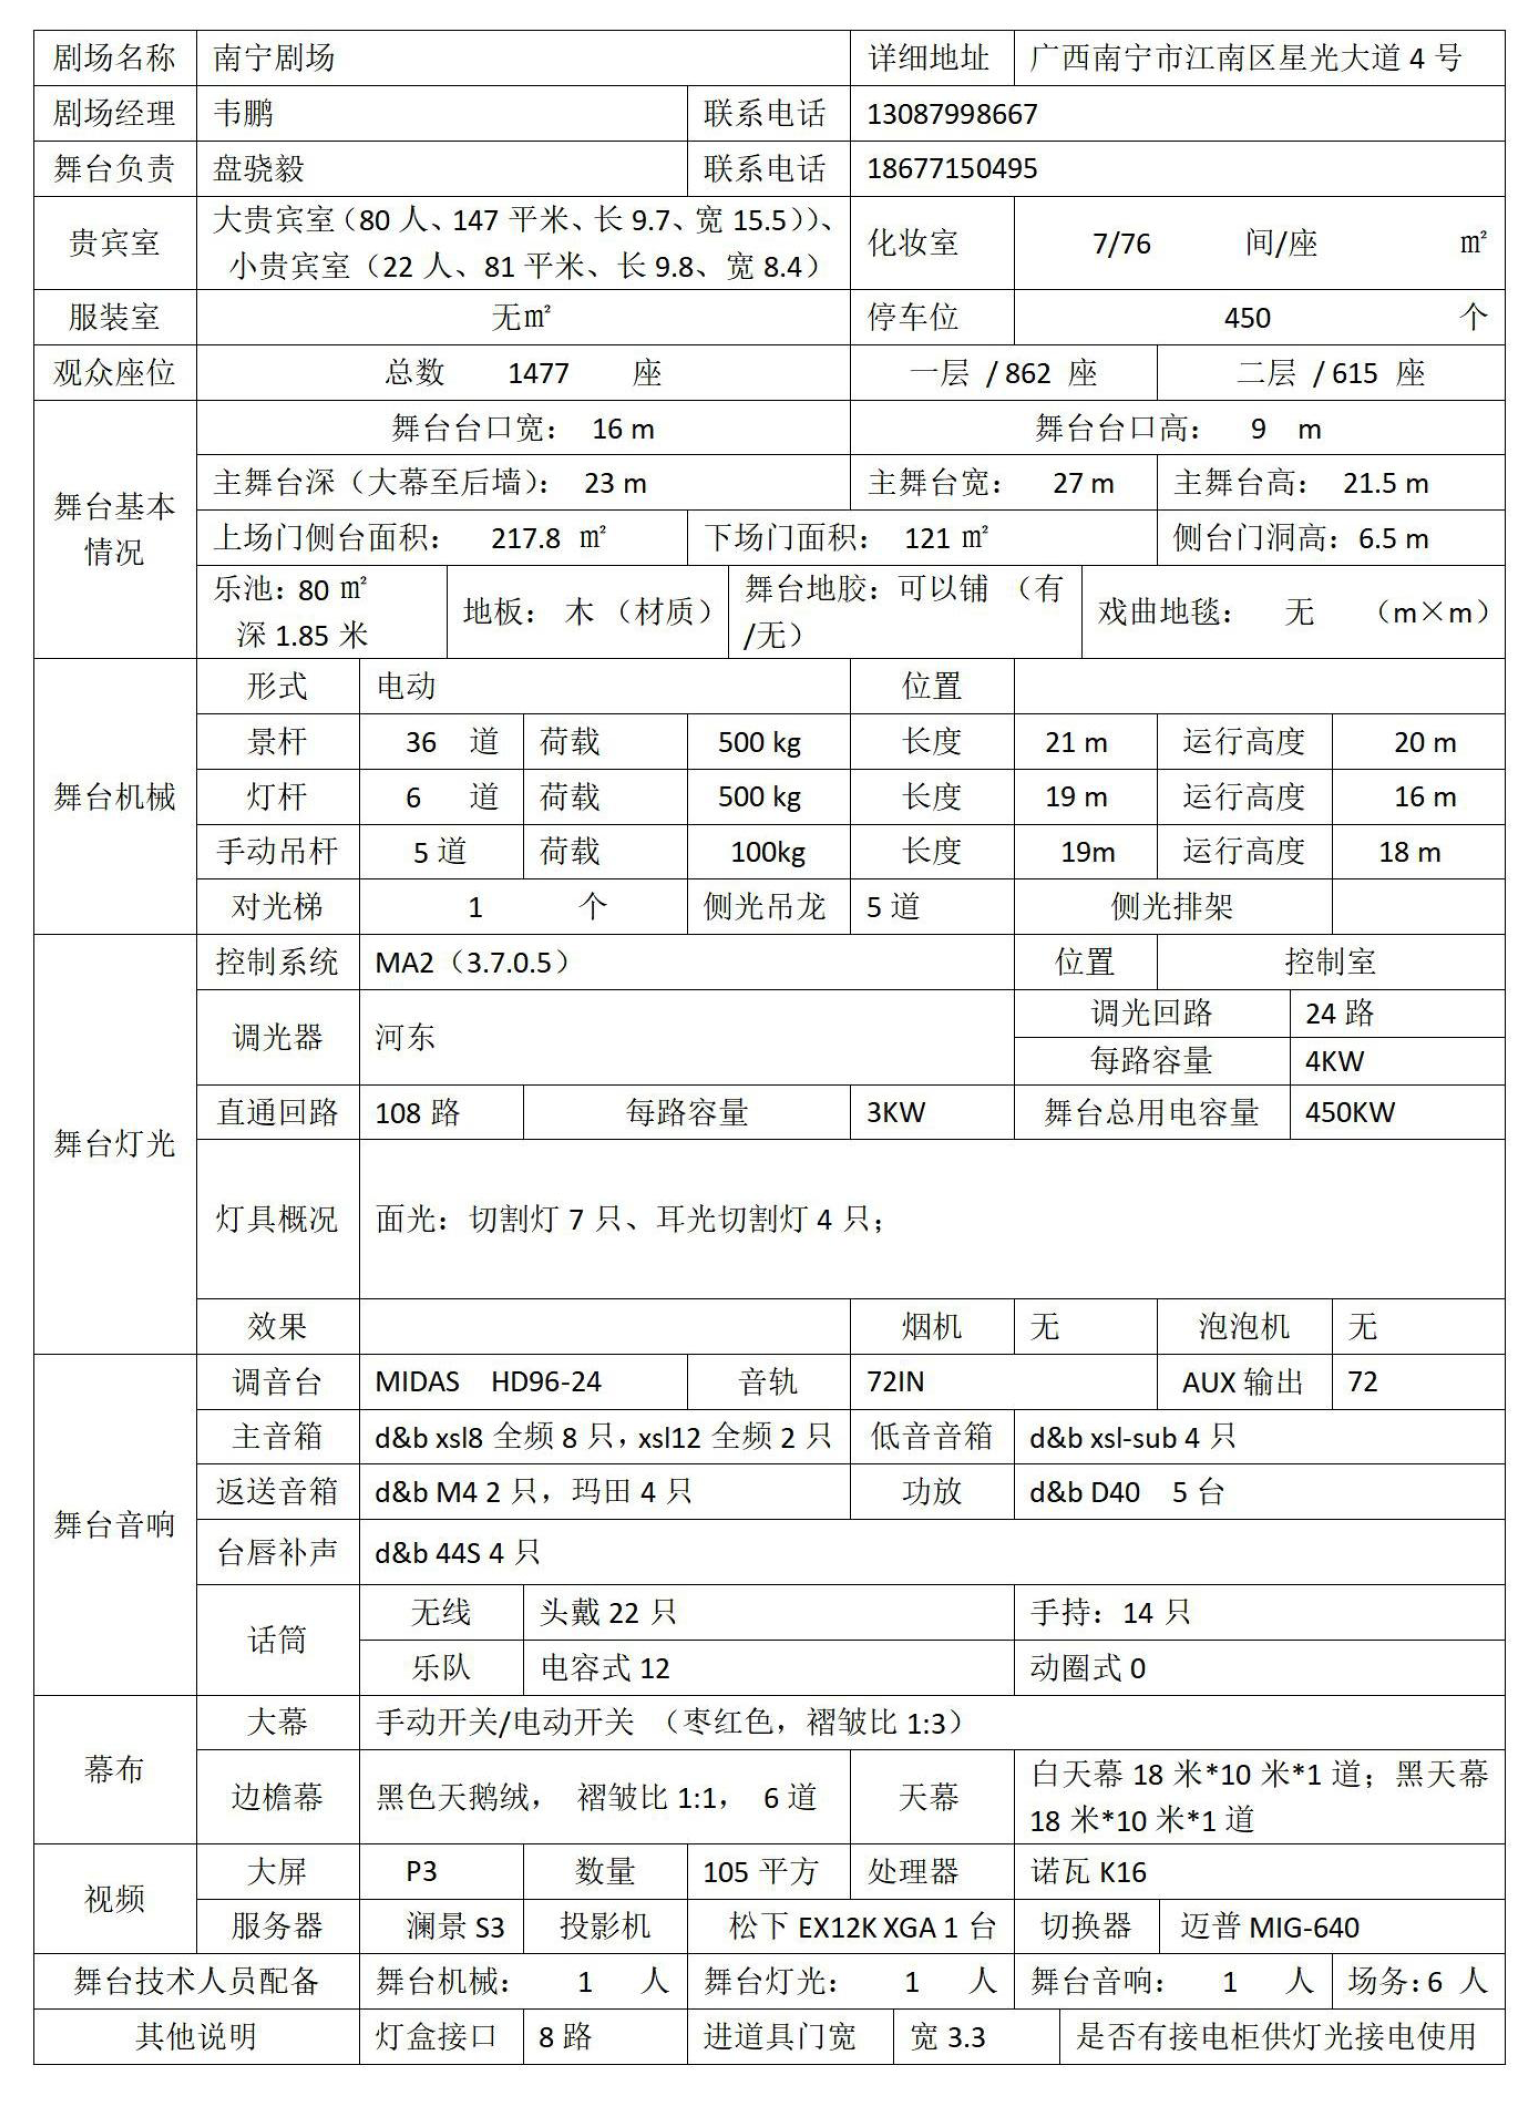 剧场名称 南宁剧场 详细地址 广西南宁市江南区星光大道 4 号
剧场经理 韦鹏 联系电话 13087998667
舞台负责 盘骁毅 联系电话 18677150495
贵宾室 大贵宾室（80 人、147 平米、长 9.7、宽 15.5））、
小贵宾室（22 人、81 平米、长 9.8、宽 8.4）
化妆室 7/76 间/座 ㎡
服装室 无㎡ 停车位 450 个
观众座位 总数 1477 座 一层 / 862 座 二层 / 615 座
舞台基本
情况
舞台台口宽： 16 m 舞台台口高： 9 m
主舞台深（大幕至后墙）： 23 m 主舞台宽： 27 m 主舞台高： 21.5 m
上场门侧台面积： 217.8 ㎡ 下场门面积： 121 ㎡ 侧台门洞高：6.5 m
乐池：80 ㎡
深 1.85 米
地板： 木 （材质）
舞台地胶：可以铺 （有
/无）
戏曲地毯： 无 （m×m）
舞台机械
形式 电动 位置
景杆 36 道 荷载 500 kg 长度 21 m 运行高度 20 m
灯杆 6 道 荷载 500 kg 长度 19 m 运行高度 16 m
手动吊杆 5 道 荷载 100kg 长度 19m 运行高度 18 m
对光梯 1 个 侧光吊龙 5 道 侧光排架
舞台灯光
控制系统 MA2（3.7.0.5） 位置 控制室
调光器 河东 调光回路 24 路
每路容量 4KW
直通回路 108 路 每路容量 3KW 舞台总用电容量 450KW
灯具概况 面光：切割灯 7 只、耳光切割灯 4 只；
效果 烟机 无 泡泡机 无
舞台音响
调音台 MIDAS HD96-24 音轨 72IN AUX 输出 72
主音箱 d&b xsl8 全频 8 只，xsl12 全频 2 只 低音音箱 d&b xsl-sub 4 只
返送音箱 d&b M4 2 只，玛田 4 只 功放 d&b D40 5 台
台唇补声 d&b 44S 4 只
话筒 无线 头戴 22 只 手持：14 只
乐队 电容式 12 动圈式 0
幕布
大幕 手动开关/电动开关 （枣红色，褶皱比 1:3）
边檐幕 黑色天鹅绒， 褶皱比 1:1， 6 道 天幕 白天幕 18 米*10 米*1 道；黑天幕
18 米*10 米*1 道
视频
大屏 P3 数量 105 平方 处理器 诺瓦 K16
服务器 澜景 S3 投影机 松下 EX12K XGA 1 台 切换器 迈普 MIG-640
舞台技术人员配备 舞台机械： 1 人 舞台灯光： 1 人 舞台音响： 1 人 场务：6 人
其他说明 灯盒接口 8 路 进道具门宽 宽 3.3 是否有接电柜供灯光接电使用